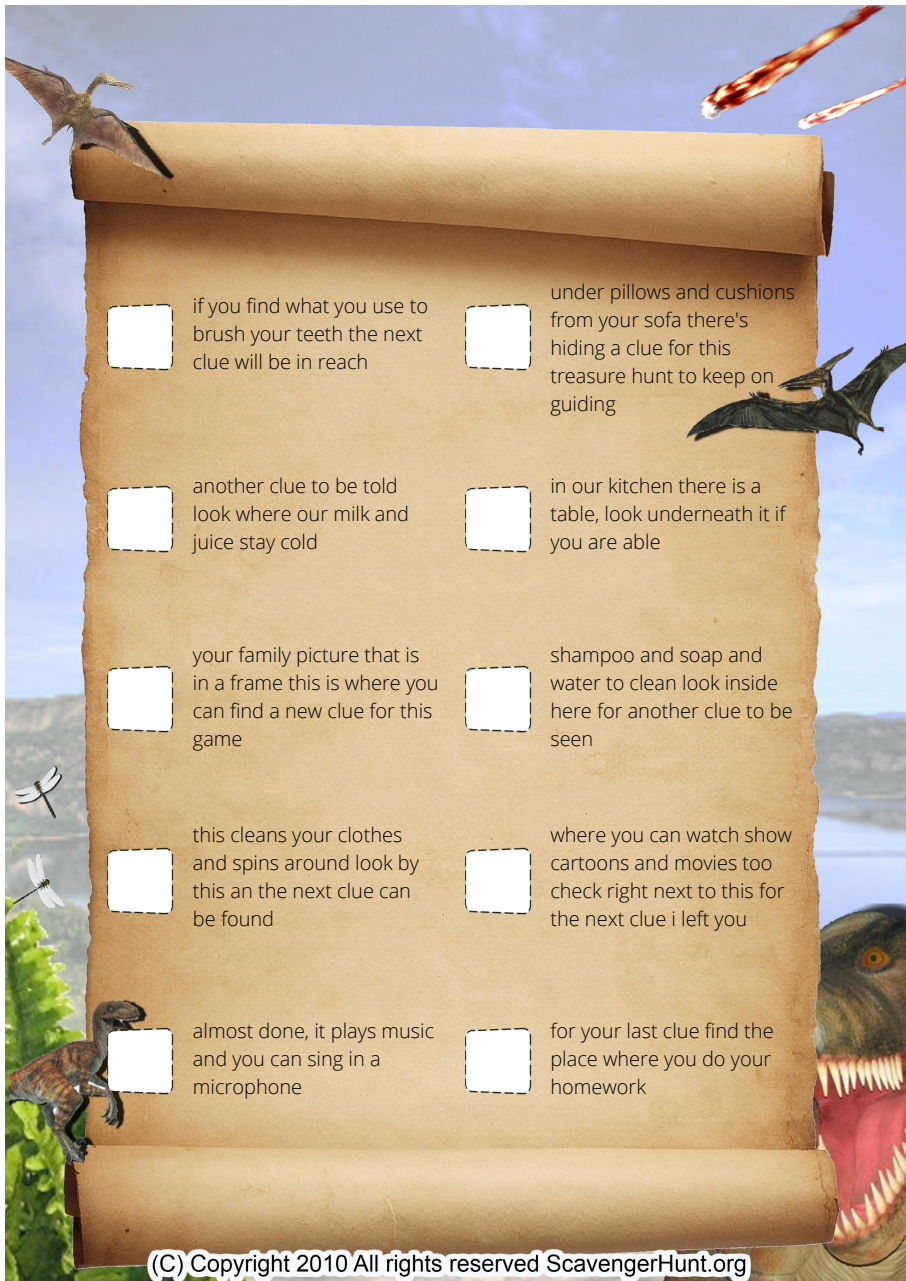 if you find what you use to
brush your teeth the next
clue will be in reach
under pillows and cushions
from your sofa there's
hiding a clue for this
treasure hunt to keep on
guiding
another clue to be told
look where our milk and
juice stay cold
in our kitchen there is a
table, look underneath it if
you are able
your family picture that is
in a frame this is where you
can find a new clue for this
game
shampoo and soap and
water to clean look inside
here for another clue to be
seen
this cleans your clothes
and spins around look by
this an the next clue can
be found
where you can watch show
cartoons and movies too
check right next to this for
the next clue i left you
almost done, it plays music
and you can sing in a
microphone
for your last clue find the
place where you do your
homework
(C) Copyright 2010 All rights reserved ScavengerHunt.org